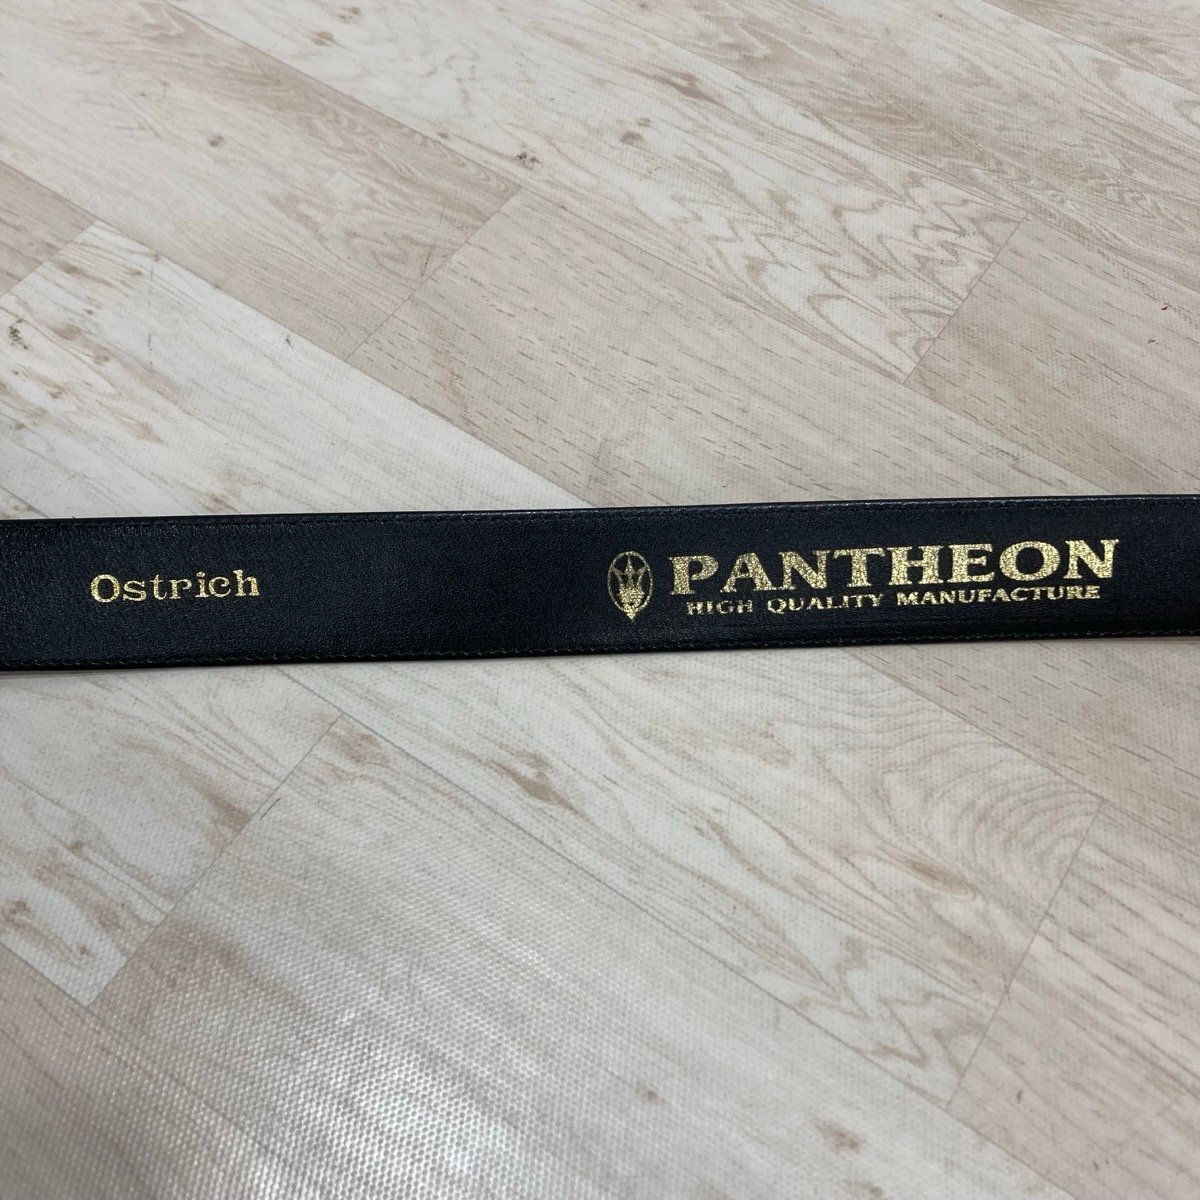 Ostrich
PANTHEON
HIGH QUALITY MANUFACTURE